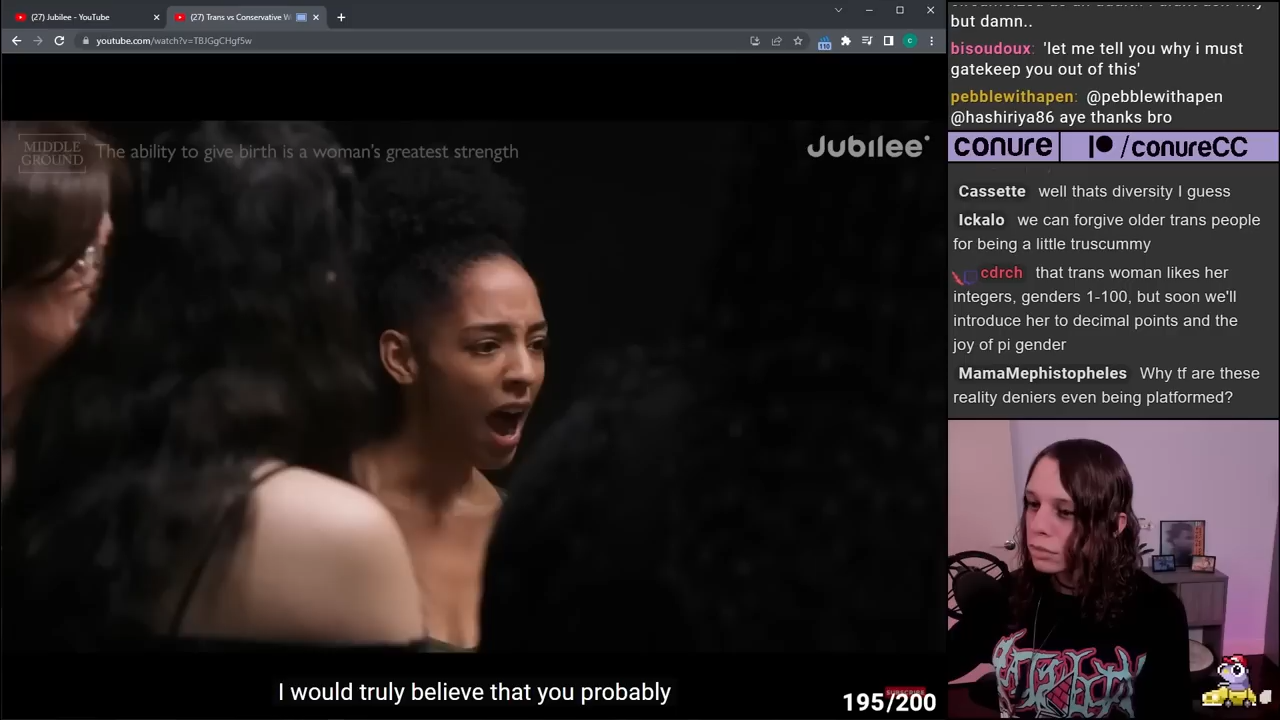 (27) Jubilee - YouTube
(27) Trans vs Conservative W
youtube.com/watch?v=TBJGgCHgf5w
MIDDLE
GROUND
The ability to give birth is a woman's greatest strength
Jubilee
I would truly believe that you probably
195/200
but damn..
bisoudoux: 'let me tell you why i must
gatekeep you out of this'
pebblewithapen: @pebblewithapen
@hashiriya86 aye thanks bro
conure
/conureCC
Cassette well thats diversity I guess
Ickalo we can forgive older trans people
for being a little truscummy
cdrch that trans woman likes her
integers, genders 1-100, but soon we'll
introduce her to decimal points and the
joy of pi gender
MamaMephistopheles Why tf are these
reality deniers even being platformed?